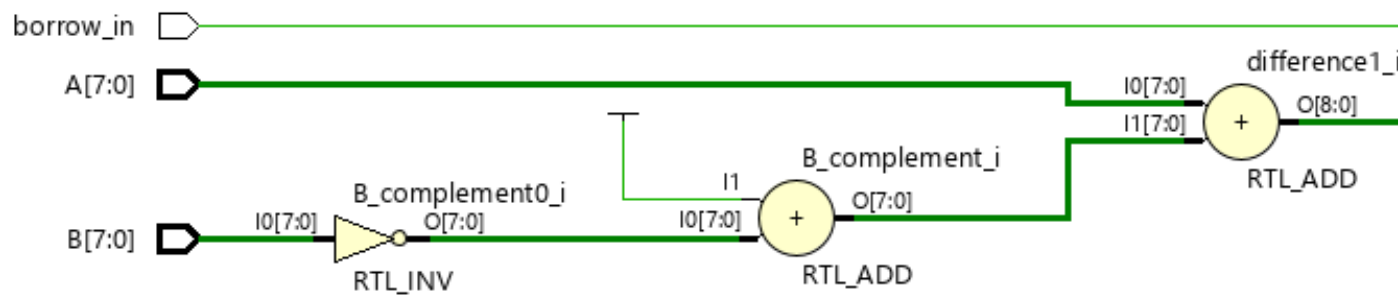 borrow_in
A[7:0]
difference1_i
I0[7:0]
O[8:0]
+
I1[7:0]
RTL_ADD
B_complement_i
I1
O[7:0]
+
I0[7:0]
RTL_ADD
B_complement0_i
B[7:0]
I0[7:0]
O[7:0]
RTL_INV